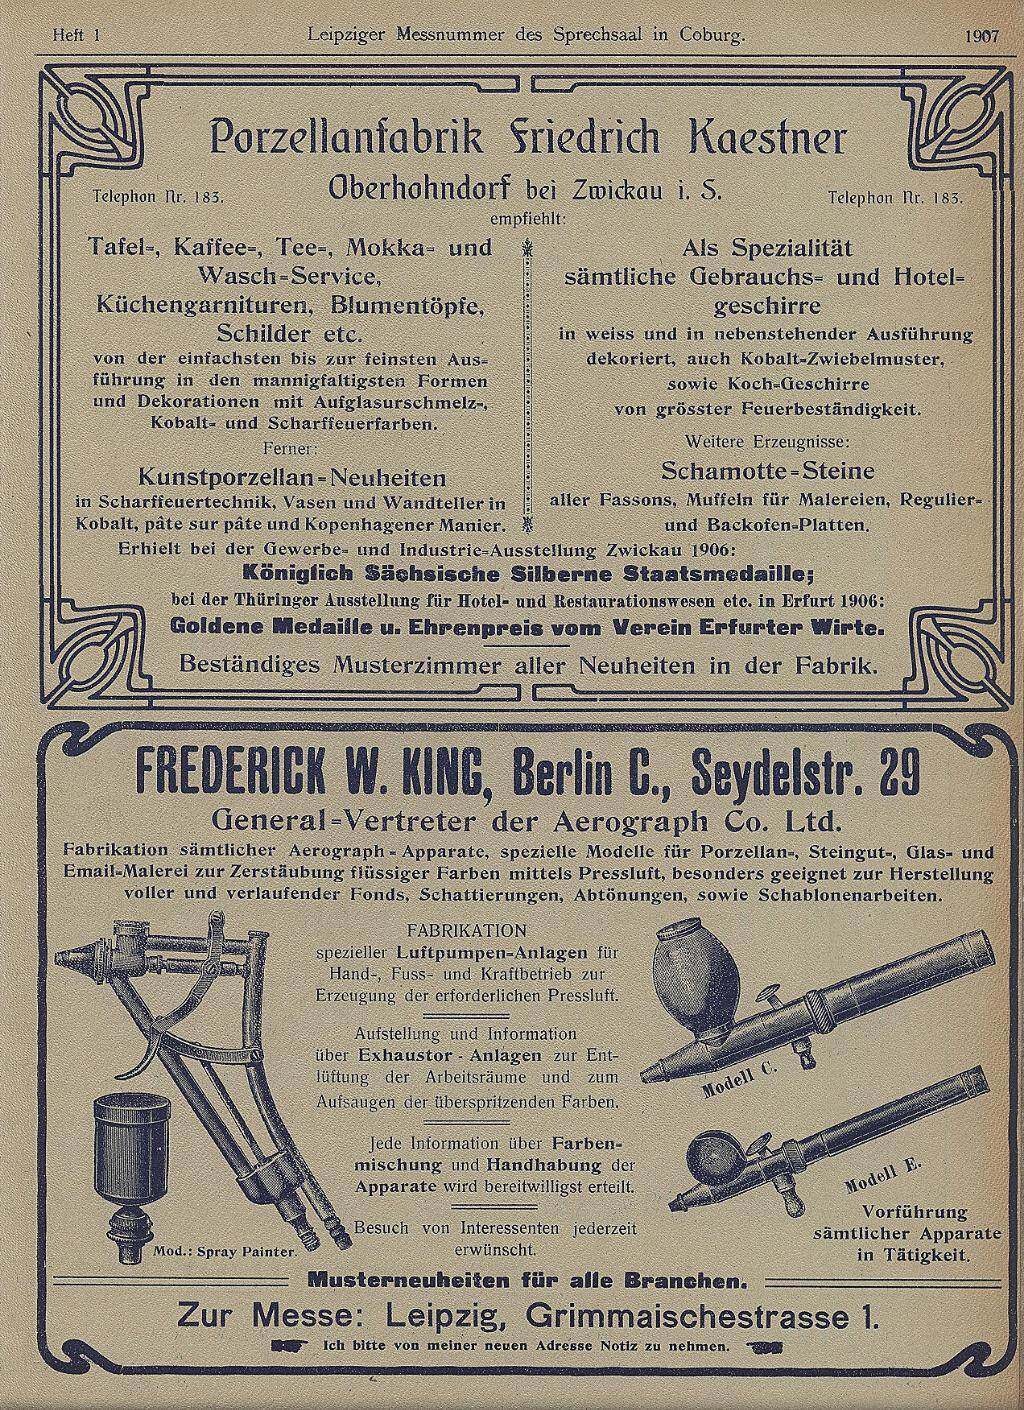 Heft 1 Leipziger Messnummer des Sprechsaal in Coburg. 1907
Porzellanfabrik Friedrich Kaestner
Oberhohndorf bei Zwickau i. S.
Telephon Nr. 183. Telephon Nr. 183.
empfiehlt:
Tafel-, Kaffee-, Tee-, Mokka- und
Wasch-Service,
Küchengarnituren, Blumentöpfe,
Schilder etc.
von der einfachsten bis zur feinsten Aus-
führung in den mannigfaltigsten Formen
und Dekorationen mit Aufglasurschmelz-,
Kobalt- und Scharffeuerfarben.
Ferner:
Kunstporzellan-Neuheiten
in Scharffeuertechnik, Vasen und Wandteller in
Kobalt, pâte sur pâte und Kopenhagener Manier.
Als Spezialität
sämtliche Gebrauchs- und Hotel-
geschirre
in weiss und in nebenstehender Ausführung
dekoriert, auch Kobalt-Zwiebelmuster,
sowie Koch-Geschirre
von grösster Feuerbeständigkeit.
Weitere Erzeugnisse:
Schamotte-Steine
aller Fassons, Muffeln für Malereien, Regulier-
und Backofen-Platten.
Erhielt bei der Gewerbe- und Industrie-Ausstellung Zwickau 1906:
Königlich Sächsische Silberne Staatsmedaille;
bei der Thüringer Ausstellung für Hotel- und Restaurationswesen etc. in Erfurt 1906:
Goldene Medaille u. Ehrenpreis vom Verein Erfurter Wirte.
Beständiges Musterzimmer aller Neuheiten in der Fabrik.
FREDERICK W. KING, Berlin C., Seydelstr. 29
General-Vertreter der Aerograph Co. Ltd.
Fabrikation sämtlicher Aerograph-Apparate, spezielle Modelle für Porzellan-, Steingut-, Glas- und
Email-Malerei zur Zerstäubung flüssiger Farben mittels Pressluft, besonders geeignet zur Herstellung
voller und verlaufender Fonds, Schattierungen, Abtönungen, sowie Schablonenarbeiten.
FABRIKATION
spezieller Luftpumpen-Anlagen für
Hand-, Fuss- und Kraftbetrieb zur
Erzeugung der erforderlichen Pressluft.
Aufstellung und Information
über Exhaustor-Anlagen zur Ent-
lüftung der Arbeitsräume und zum
Aufsaugen der überspritzenden Farben.
Jede Information über Farben-
mischung und Handhabung der
Apparate wird bereitwilligst erteilt.
Besuch von Interessenten jederzeit
erwünscht.
Mod.: Spray Painter.
Modell C.
Modell E.
Vorführung
sämtlicher Apparate
in Tätigkeit.
Musterneuheiten für alle Branchen.
Zur Messe: Leipzig, Grimmaischestrasse 1.
Ich bitte von meiner neuen Adresse Notiz zu nehmen.